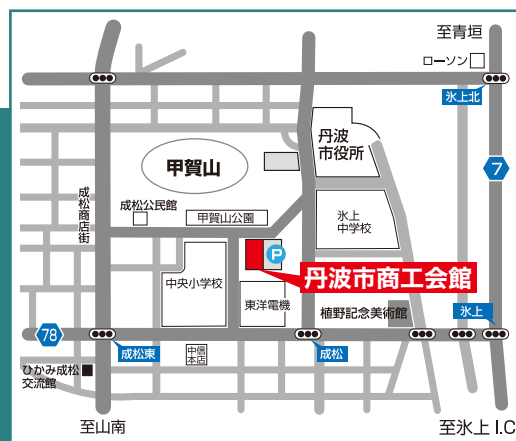 至青垣
ローソン
氷上北
丹波
市役所
甲賀山
7
成松公民館
甲賀山公園
氷上
中学校
成松商店街
P
丹波市商工会館
中央小学校
東洋電機
植野記念美術館
氷上
78
成松東
中信
本店
成松
ひかみ成松
交流館
至山南
至氷上 I.C